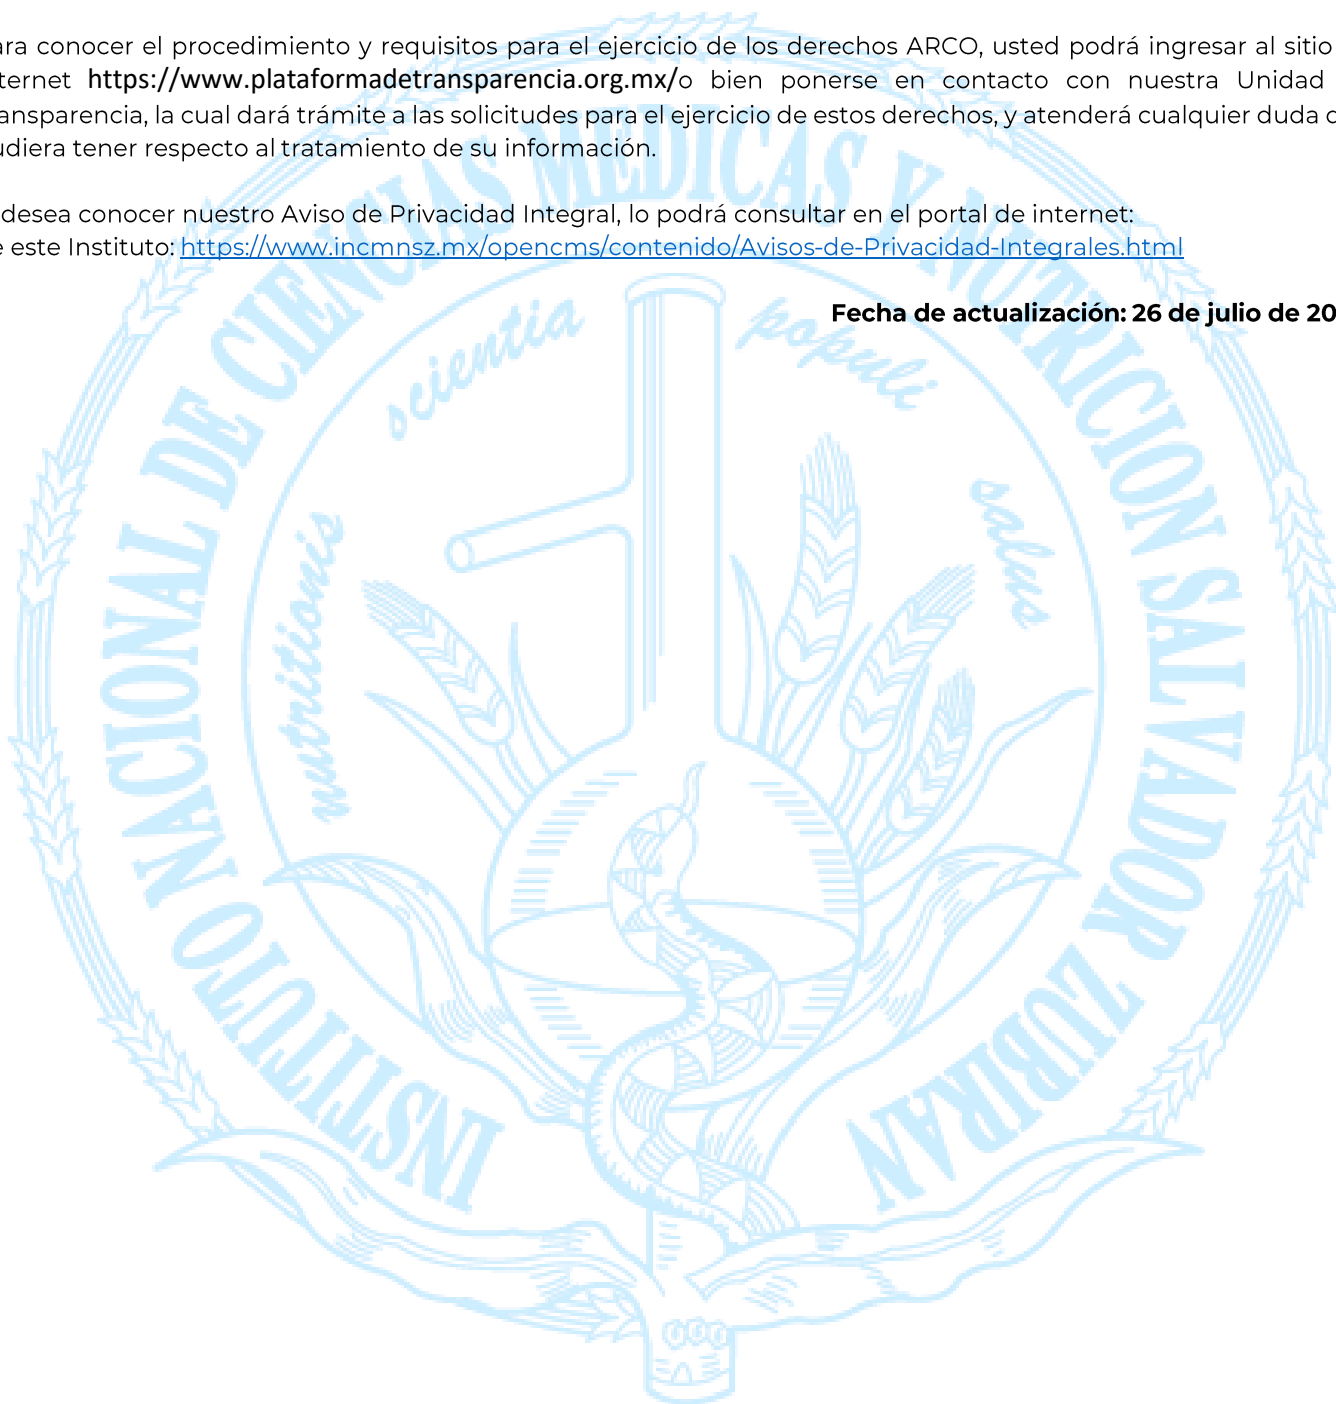 ara conocer el procedimiento y requisitos para el ejercicio de los derechos ARCO, usted podrá ingresar al sitio
ternet https://www.plataformadetransparencia.org.mx/o bien ponerse en contacto con nuestra Unidad
ansparencia, la cual dará trámite a las solicitudes para el ejercicio de estos derechos, y atenderá cualquier duda
udiera tener respecto al tratamiento de su información.
desea conocer nuestro Aviso de Privacidad Integral, lo podrá consultar en el portal de internet:
e este Instituto: https://www.incmnsz.mx/opencms/contenido/Avisos-de-Privacidad-Integrales.html
Fecha de actualización: 26 de julio de 20
INSTITUTO NACIONAL DE CIENCIAS MEDICAS Y NUTRICION SALVADOR ZUBIRAN
nutritionis scientia populi salus